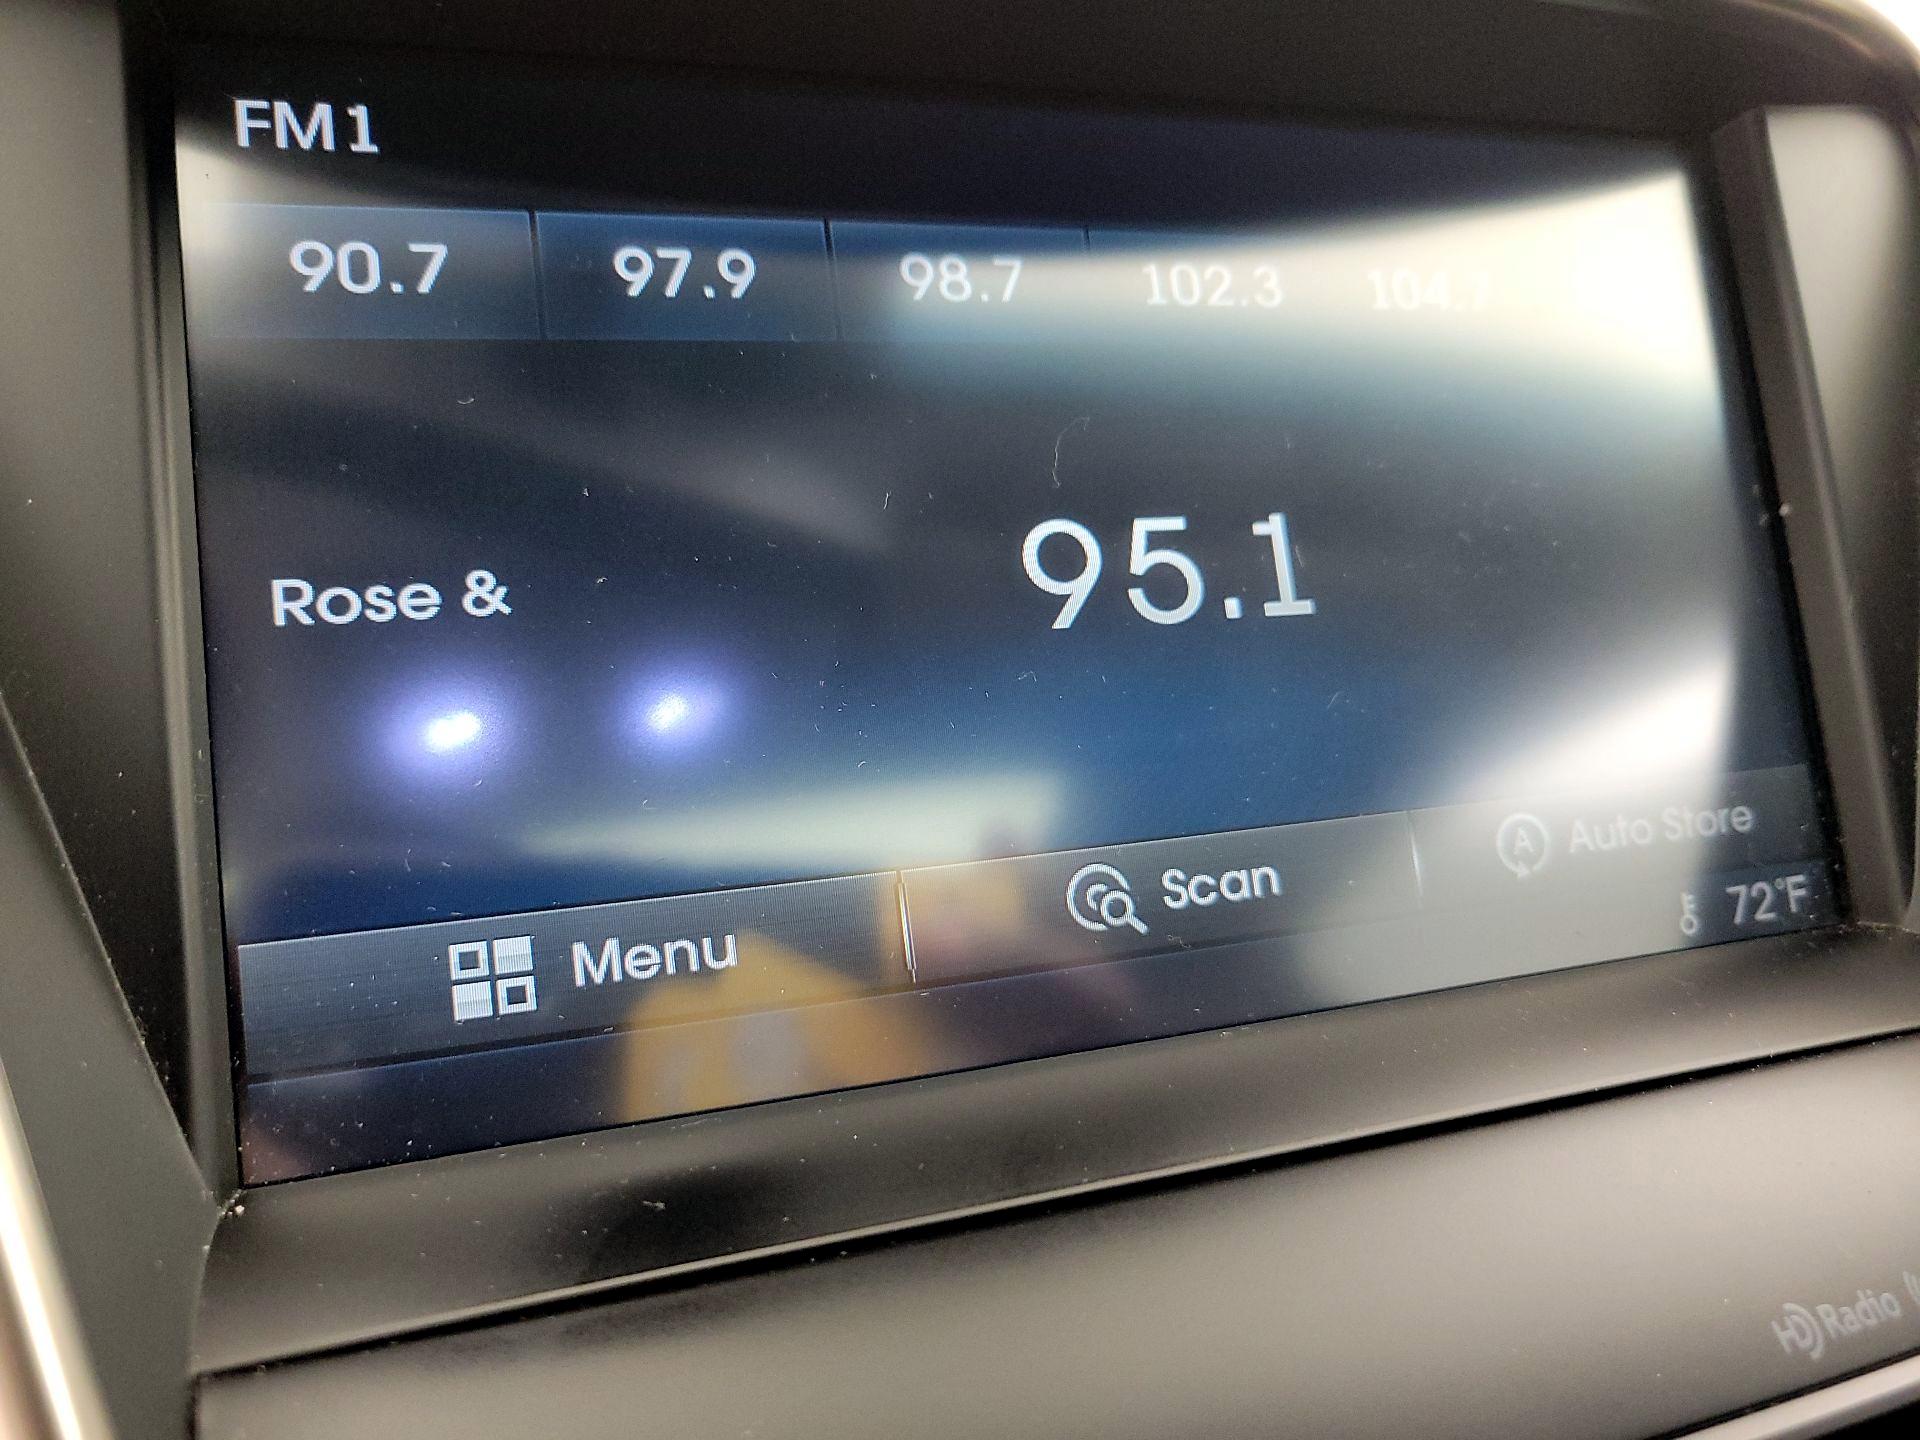 FM1
90.7 97.9 98.7 102.3
Rose & 95.1
Menu Scan Auto Store
72°F
HD Radio